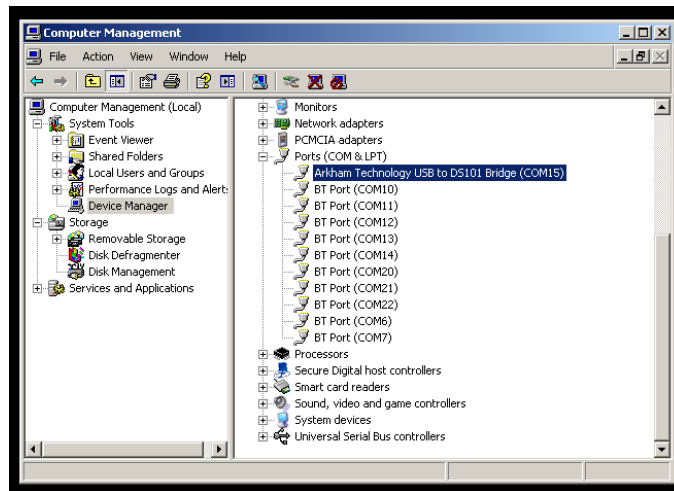 Computer Management
File Action View Window Help
Computer Management (Local)
System Tools
Event Viewer
Shared Folders
Local Users and Groups
Performance Logs and Alert:
Device Manager
Storage
Removable Storage
Disk Defragmenter
Disk Management
Services and Applications
Monitors
Network adapters
PCMCIA adapters
Ports (COM & LPT)
Arkham Technology USB to DS101 Bridge (COM15)
BT Port (COM10)
BT Port (COM11)
BT Port (COM12)
BT Port (COM13)
BT Port (COM14)
BT Port (COM20)
BT Port (COM21)
BT Port (COM22)
BT Port (COM6)
BT Port (COM7)
Processors
Secure Digital host controllers
Smart card readers
Sound, video and game controllers
System devices
Universal Serial Bus controllers